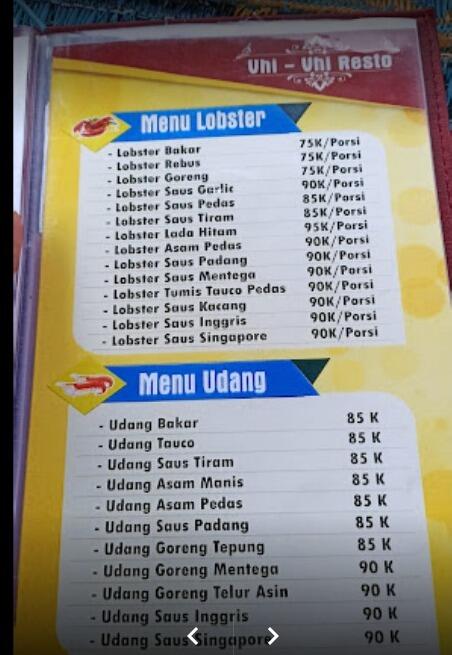 Uhi - Uhi Resto
Menu Lobster
- Lobster Bakar 75K/Porsi
- Lobster Rebus 75K/Porsi
- Lobster Goreng 75K/Porsi
- Lobster Saus Garlic 90K/Porsi
- Lobster Saus Pedas 85K/Porsi
- Lobster Saus Tiram 85K/Porsi
- Lobster Lada Hitam 95K/Porsi
- Lobster Asam Pedas 90K/Porsi
- Lobster Saus Padang 90K/Porsi
- Lobster Saus Mentega 90K/Porsi
- Lobster Tumis Tauco Pedas 90K/Porsi
- Lobster Saus Kacang 90K/Porsi
- Lobster Saus Inggris 90K/Porsi
- Lobster Saus Singapore 90K/Porsi
Menu Udang
- Udang Bakar 85 K
- Udang Tauco 85 K
- Udang Saus Tiram 85 K
- Udang Asam Manis 85 K
- Udang Asam Pedas 85 K
- Udang Saus Padang 85 K
- Udang Goreng Tepung 85 K
- Udang Goreng Mentega 90 K
- Udang Goreng Telur Asin 90 K
- Udang Saus Inggris 90 K
- Udang Saus Singapore 90 K